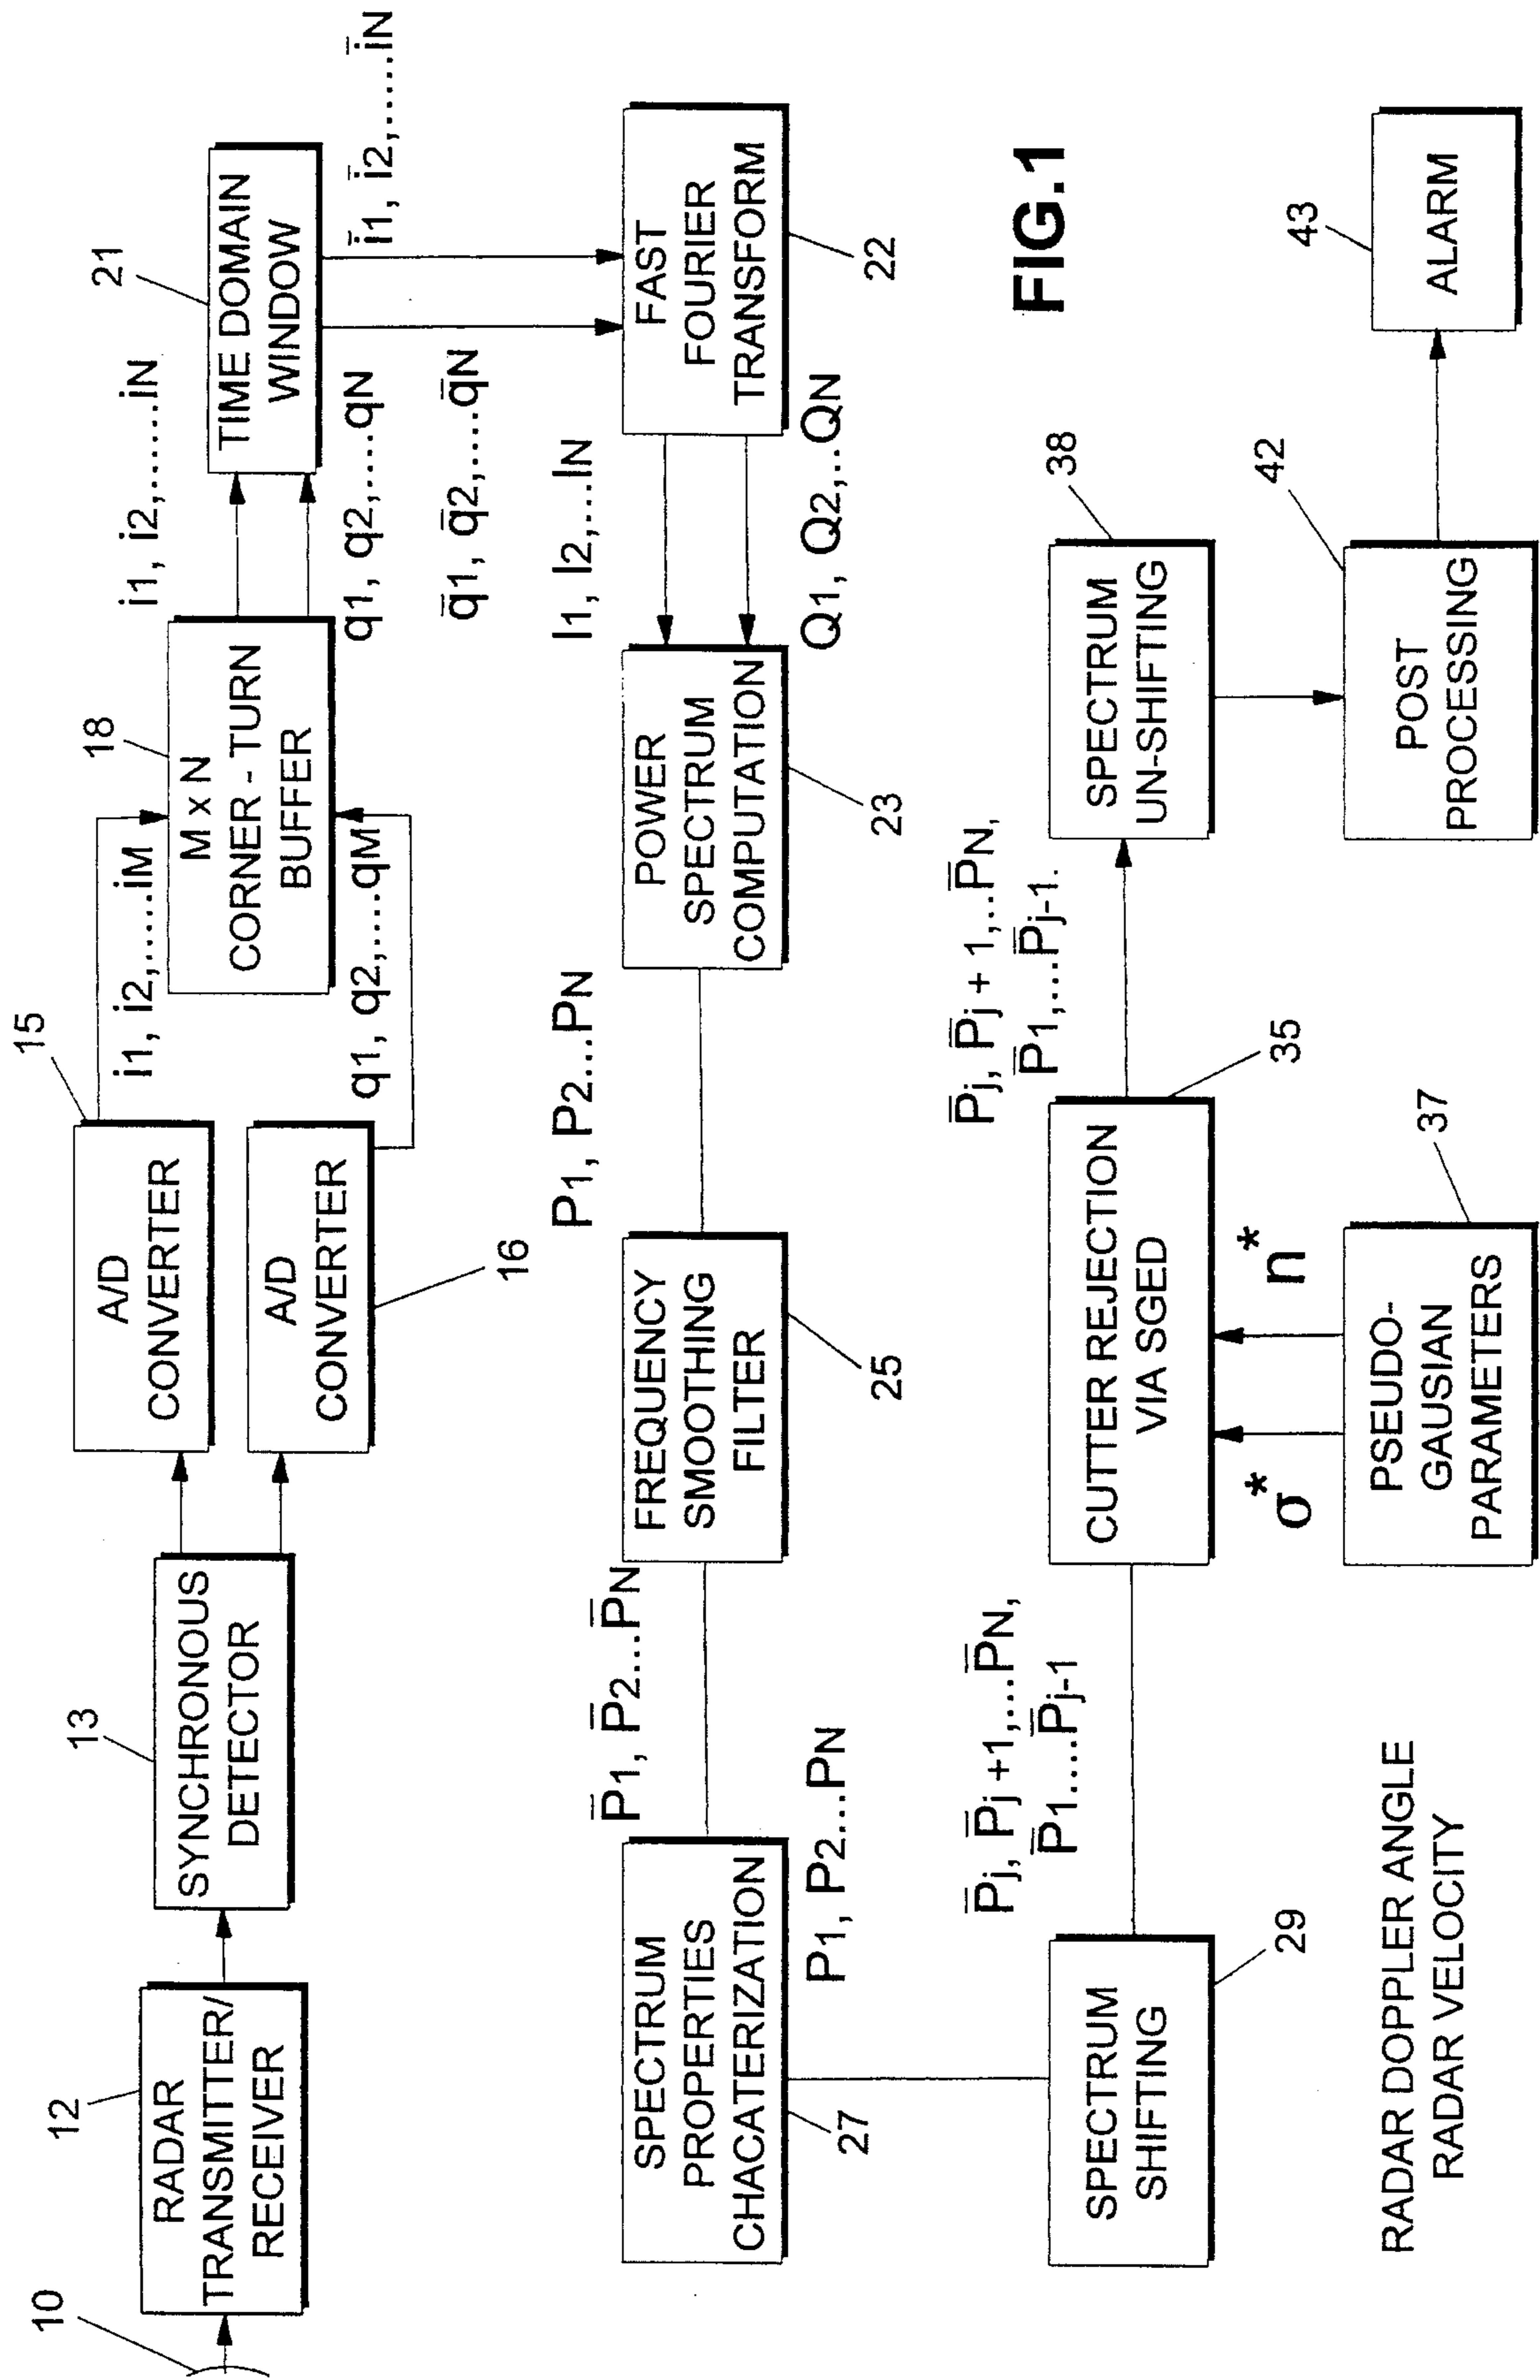 10
12
RADAR
TRANSMITTER/
RECEIVER
13
SYNCHRONOUS
DETECTOR
15
A/D
CONVERTER
A/D
CONVERTER
16
i1, i2,.....iM
q1, q2,....qM
18
M x N
CORNER - TURN
BUFFER
i1, i2,......iN
q1, q2,....qN
21
TIME DOMAIN
WINDOW
i̅1, i̅2,.....i̅N
q̅1, q̅2,....q̅N
FAST
FOURIER
TRANSFORM
22
I1, I2,...IN
Q1, Q2,..QN
POWER
SPECTRUM
COMPUTATION
23
P1, P2...PN
FREQUENCY
SMOOTHING
FILTER
25
P̅1, P̅2...P̅N
SPECTRUM
PROPERTIES
CHACATERIZATION
27
P1, P2...PN
SPECTRUM
SHIFTING
29
P̅j, P̅j +1,...P̅N,
P̅1....P̅j-1
CUTTER REJECTION
VIA SGED
35
σ* n*
PSEUDO-
GAUSIAN
PARAMETERS
37
P̅j, P̅j + 1,..P̅N,
P̅1,...P̅j-1.
38
SPECTRUM
UN-SHIFTING
42
POST
PROCESSING
43
ALARM
FIG.1
RADAR DOPPLER ANGLE
RADAR VELOCITY